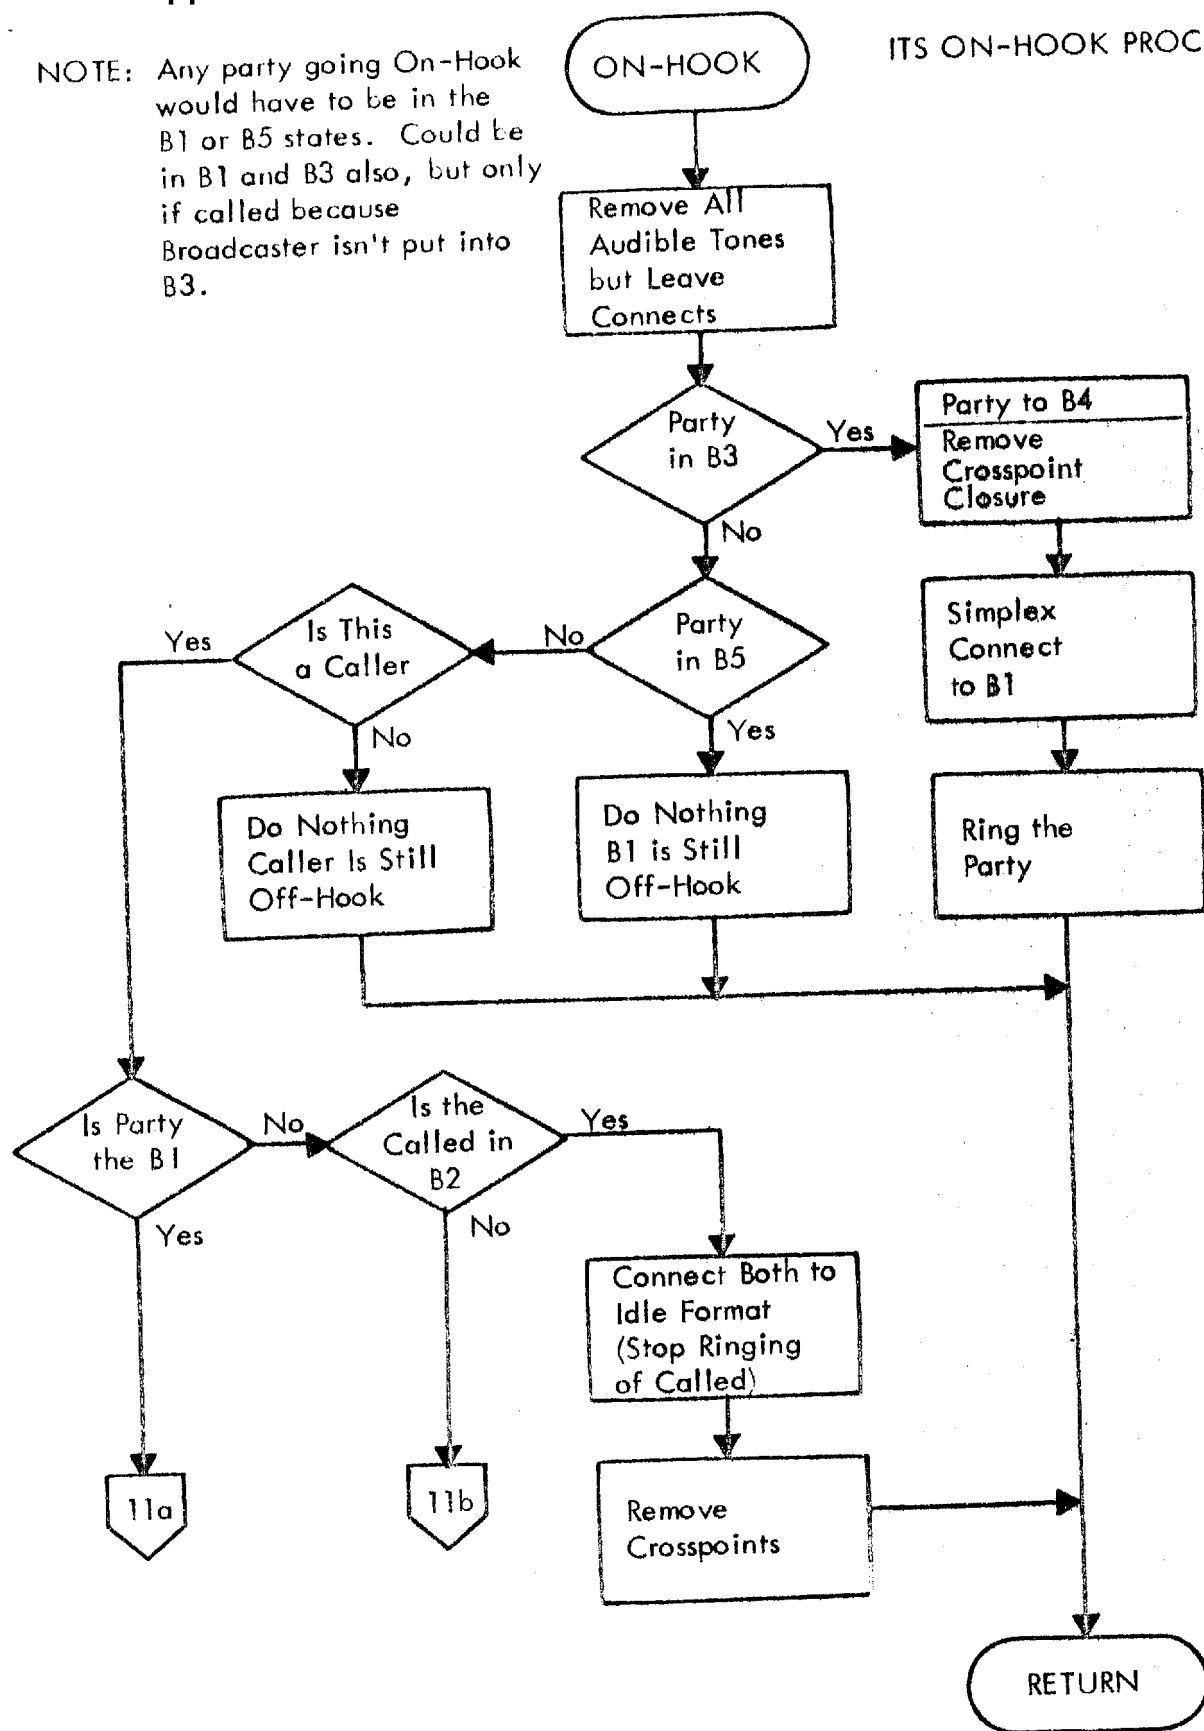 NOTE: Any party going On-Hook
would have to be in the
B1 or B5 states. Could be
in B1 and B3 also, but only
if called because
Broadcaster isn't put into
B3.
ON-HOOK
ITS ON-HOOK PROC
Remove All
Audible Tones
but Leave
Connects
Party
in B3
Yes
No
Party to B4
Remove
Crosspoint
Closure
Simplex
Connect
to B1
Ring the
Party
Party
in B5
No
Yes
Is This
a Caller
Yes
No
Do Nothing
Caller Is Still
Off-Hook
Do Nothing
B1 is Still
Off-Hook
Is Party
the B1
No
Yes
Is the
Called in
B2
Yes
No
Connect Both to
Idle Format
(Stop Ringing
of Called)
Remove
Crosspoints
11a
11b
RETURN